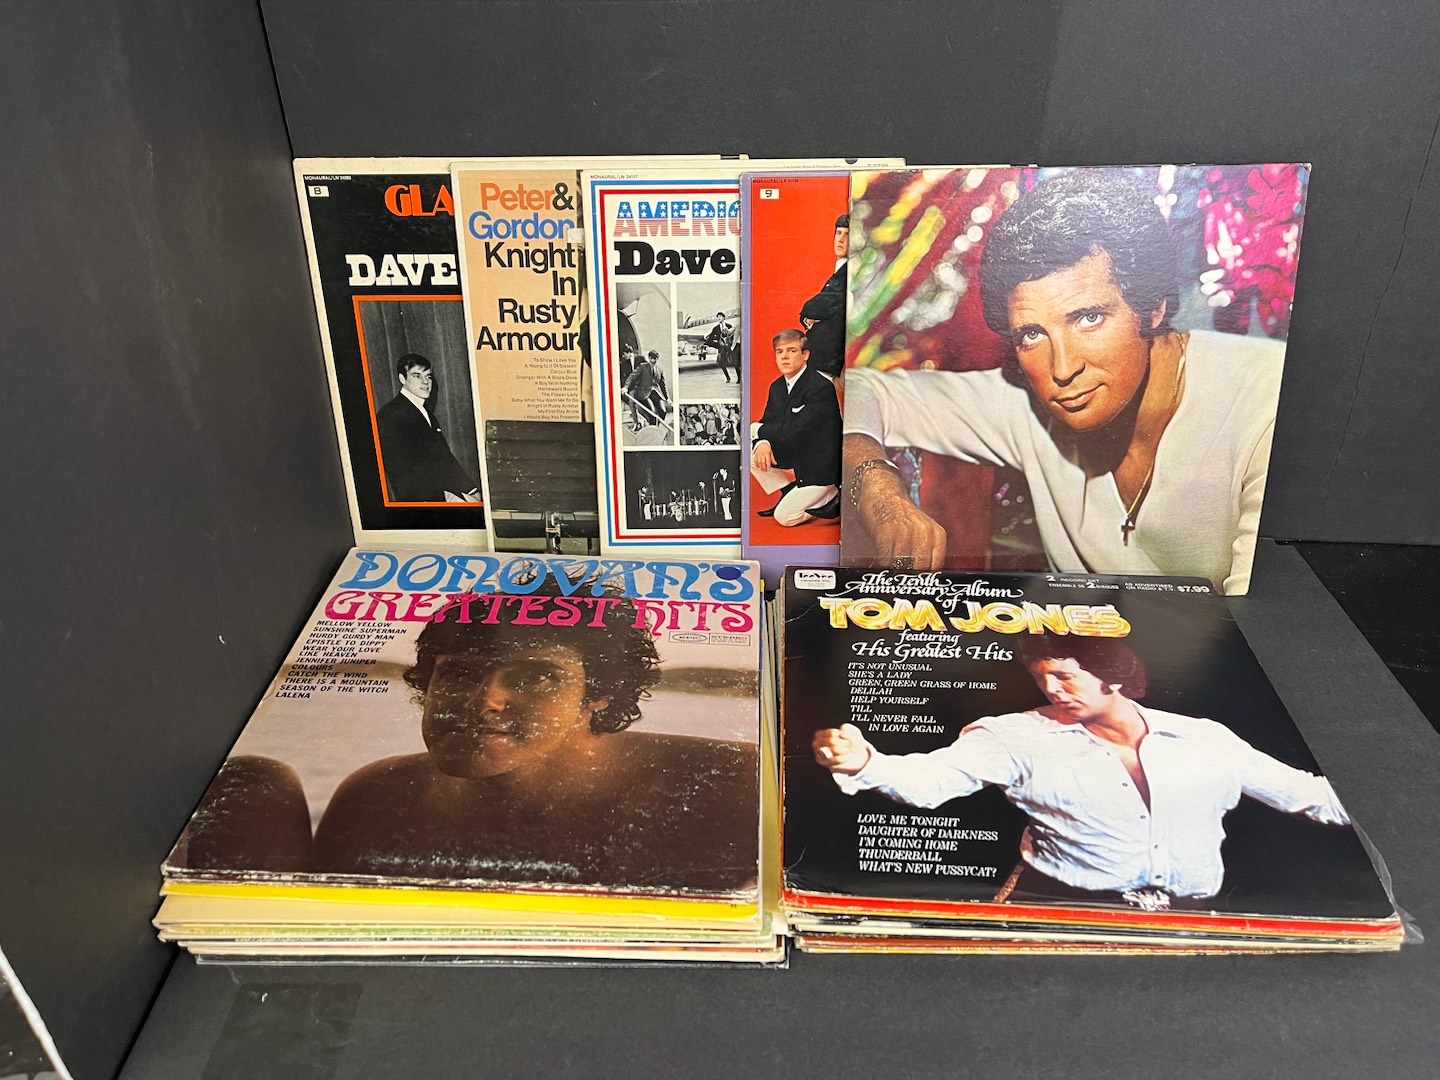 MONAURAL/LN 24093
8
GLA
DAVE
Peter&
Gordon
Knight
In
Rusty
Armour
To Show I Love You
A Young Girl Of Sixteen
Colour Blue
Stranger With A Black Dove
A Boy With Nothing
Homeward Bound
The Flower Lady
Baby What You Want Me To Do
Knight In Rusty Armour
My First Day Alone
I Would Buy You Presents
MONAURAL/LN 24117
AMERIC
Dave
9
DONOVAN'S
GREATEST HITS
MELLOW YELLOW
SUNSHINE SUPERMAN
HURDY GURDY MAN
EPISTLE TO DIPPY
WEAR YOUR LOVE
LIKE HEAVEN
JENNIFER JUNIPER
COLOURS
CATCH THE WIND
THERE IS A MOUNTAIN
SEASON OF THE WITCH
LALENA
EPIC
STEREO
The Tenth
Anniversary Album
of
TOM JONES
featuring
His Greatest Hits
2 RECORD SET
ENSEMBLE DE 2 DISQUES
AS ADVERTISED
ON RADIO & T.V. $7.99
IT'S NOT UNUSUAL
SHE'S A LADY
GREEN, GREEN GRASS OF HOME
DELILAH
HELP YOURSELF
TILL
I'LL NEVER FALL
IN LOVE AGAIN
LOVE ME TONIGHT
DAUGHTER OF DARKNESS
I'M COMING HOME
THUNDERBALL
WHAT'S NEW PUSSYCAT?